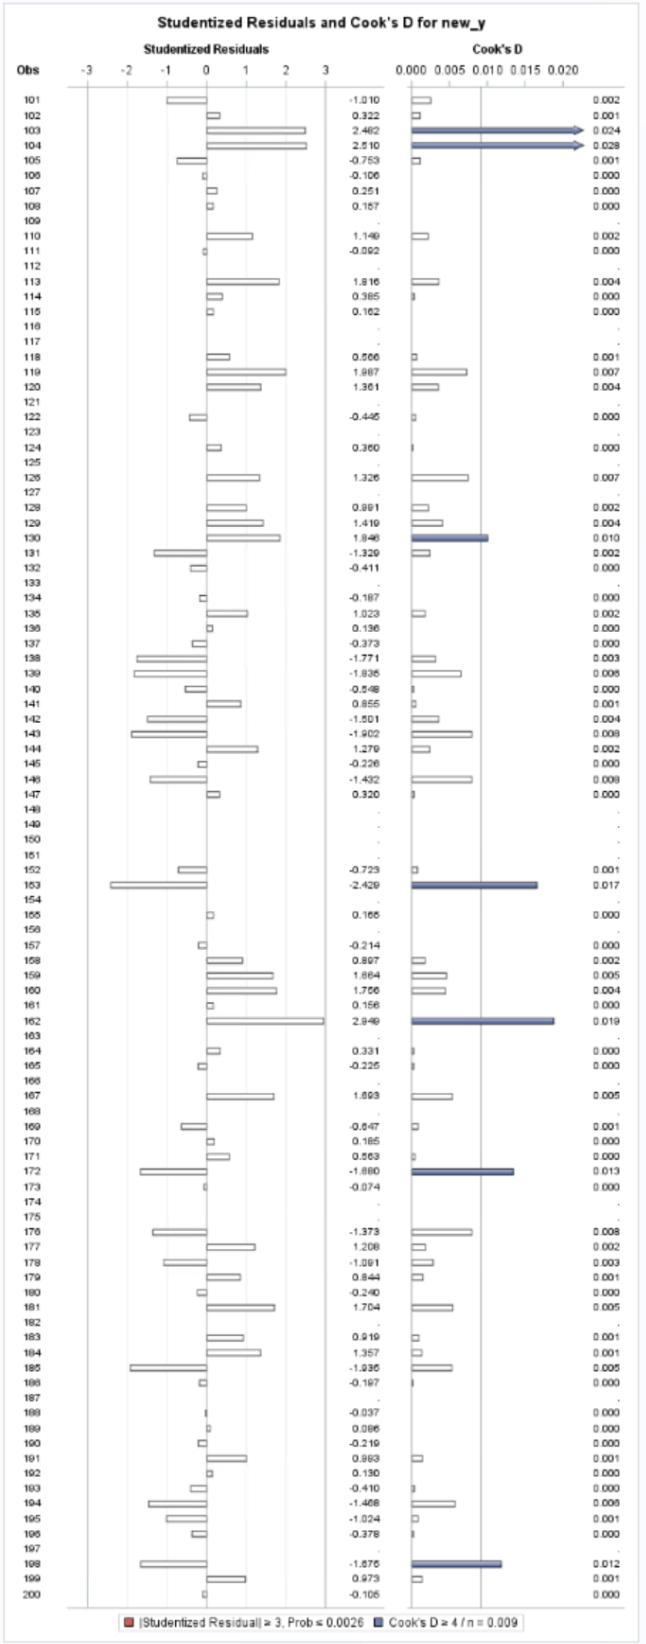 Studentized Residuals and Cook's D for new_y
Studentized Residuals Cook's D
Obs -3 -2 -1 0 1 2 3 0.000 0.005 0.010 0.015 0.020
101 -1.010 0.002
102 0.322 0.001
103 2.482 0.024
104 2.510 0.028
105 -0.753 0.001
106 -0.106 0.000
107 0.251 0.000
108 0.157 0.000
109 . .
110 1.149 0.002
111 -0.092 0.000
112 . .
113 1.816 0.004
114 0.385 0.000
115 0.162 0.000
116 . .
117 . .
118 0.566 0.001
119 1.987 0.007
120 1.361 0.004
121 . .
122 -0.445 0.000
123 . .
124 0.360 0.000
125 . .
126 1.326 0.007
127 . .
128 0.991 0.002
129 1.419 0.004
130 1.846 0.010
131 -1.329 0.002
132 -0.411 0.000
133 . .
134 -0.187 0.000
135 1.023 0.002
136 0.136 0.000
137 -0.373 0.000
138 -1.771 0.003
139 -1.835 0.006
140 -0.548 0.000
141 0.855 0.001
142 -1.501 0.004
143 -1.902 0.008
144 1.279 0.002
145 -0.226 0.000
146 -1.432 0.008
147 0.320 0.000
148 . .
149 . .
150 . .
151 . .
152 -0.723 0.001
153 -2.429 0.017
154 . .
155 0.165 0.000
156 . .
157 -0.214 0.000
158 0.897 0.002
159 1.664 0.005
160 1.756 0.004
161 0.156 0.000
162 2.949 0.019
163 . .
164 0.331 0.000
165 -0.225 0.000
166 . .
167 1.693 0.005
168 . .
169 -0.647 0.001
170 0.185 0.000
171 0.563 0.000
172 -1.680 0.013
173 -0.074 0.000
174 . .
175 . .
176 -1.373 0.008
177 1.208 0.002
178 -1.091 0.003
179 0.844 0.001
180 -0.240 0.000
181 1.704 0.005
182 . .
183 0.919 0.001
184 1.357 0.001
185 -1.936 0.005
186 -0.197 0.000
187 . .
188 -0.037 0.000
189 0.086 0.000
190 -0.219 0.000
191 0.993 0.001
192 0.130 0.000
193 -0.410 0.000
194 -1.468 0.006
195 -1.024 0.001
196 -0.378 0.000
197 . .
198 -1.676 0.012
199 0.973 0.001
200 -0.105 0.000
|Studentized Residual| ≥ 3, Prob ≤ 0.0026 Cook's D ≥ 4 / n = 0.009